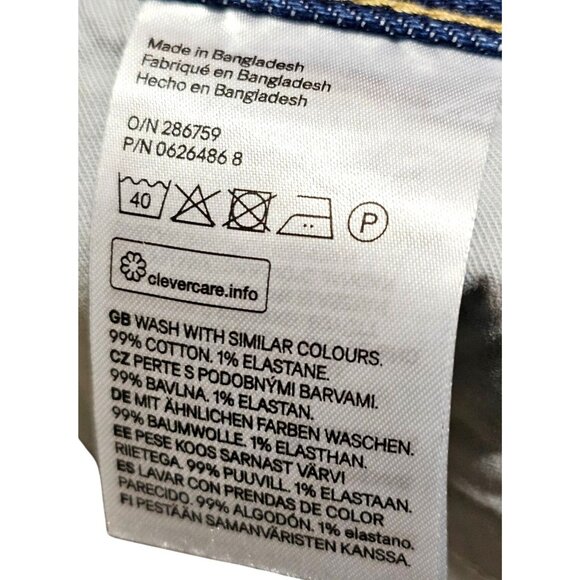 Made in Bangladesh
Fabriqué en Bangladesh
Hecho en Bangladesh
O/N 286759
P/N 0626486 8
40
P
clevercare.info
GB WASH WITH SIMILAR COLOURS.
99% COTTON. 1% ELASTANE.
CZ PERTE S PODOBNÝMI BARVAMI.
99% BAVLNA. 1% ELASTAN.
DE MIT ÄHNLICHEN FARBEN WASCHEN.
99% BAUMWOLLE. 1% ELASTHAN.
EE PESE KOOS SARNAST VÄRVI
RIIETEGA. 99% PUUVILL. 1% ELASTAAN.
ES LAVAR CON PRENDAS DE COLOR
PARECIDO. 99% ALGODÓN. 1% elastano.
FI PESTÄÄN SAMANVÄRISTEN KANSSA.